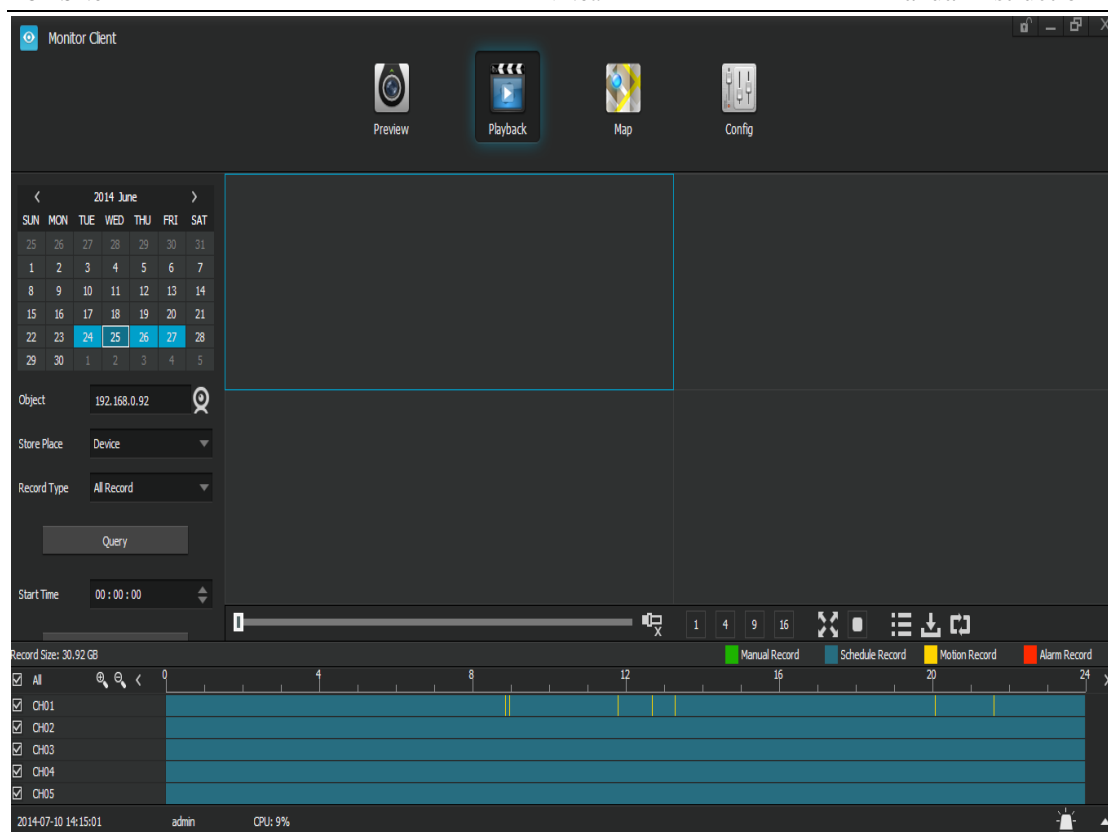 Monitor Client
Preview Playback Map Config
2014 June
SUN MON TUE WED THU FRI SAT
25 26 27 28 29 30 31
1 2 3 4 5 6 7
8 9 10 11 12 13 14
15 16 17 18 19 20 21
22 23 24 25 26 27 28
29 30 1 2 3 4 5
Object 192.168.0.92
Store Place Device
Record Type All Record
Query
Start Time 00 : 00 : 00
X 1 4 9 16
Record Size: 30.92 GB Manual Record Schedule Record Motion Record Alarm Record
All 0 4 8 12 16 20 24
CH01
CH02
CH03
CH04
CH05
2014-07-10 14:15:01 admin CPU: 9%